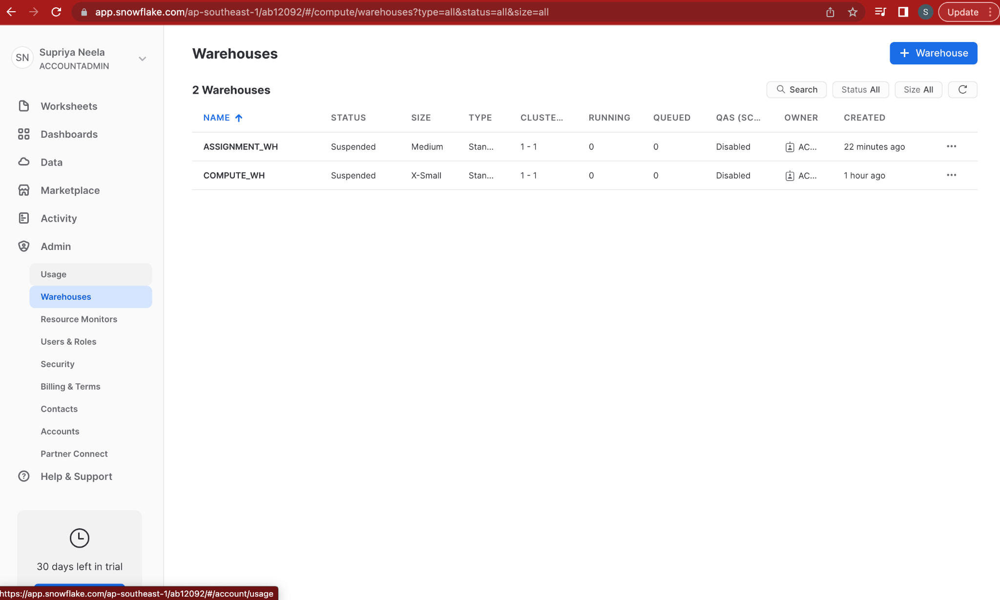 app.snowflake.com/ap-southeast-1/ab12092/#/compute/warehouses?type=all&status=all&size=all
S
Update
SN
Supriya Neela
ACCOUNTADMIN
Worksheets
Dashboards
Data
Marketplace
Activity
Admin
Usage
Warehouses
Resource Monitors
Users & Roles
Security
Billing & Terms
Contacts
Accounts
Partner Connect
Help & Support
30 days left in trial
https://app.snowflake.com/ap-southeast-1/ab12092/#/account/usage
Warehouses
+ Warehouse
2 Warehouses
Search
Status All
Size All
NAME STATUS SIZE TYPE CLUSTE... RUNNING QUEUED QAS (SC... OWNER CREATED
ASSIGNMENT_WH Suspended Medium Stan... 1 - 1 0 0 Disabled AC... 22 minutes ago
COMPUTE_WH Suspended X-Small Stan... 1 - 1 0 0 Disabled AC... 1 hour ago